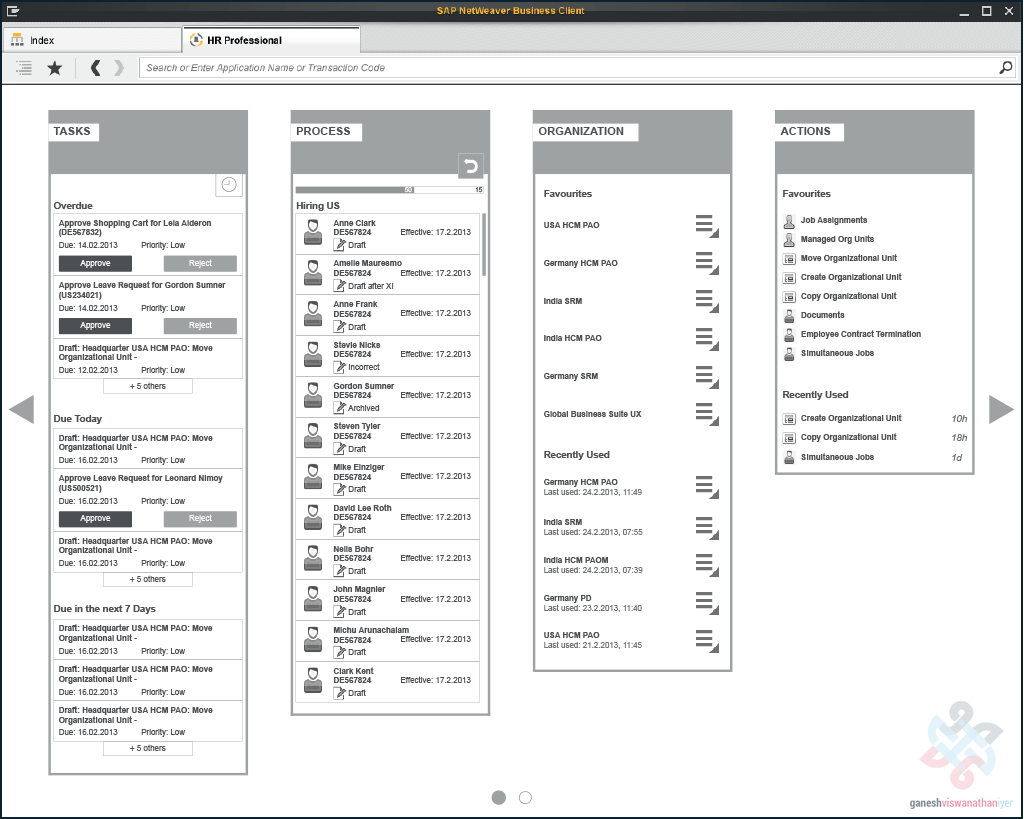 SAP NetWeaver Business Client
Index
HR Professional
Search or Enter Application Name or Transaction Code
TASKS
Overdue
Approve Shopping Cart for Leia Alderon
(DE567832)
Due: 14.02.2013 Priority: Low
Approve Reject
Approve Leave Request for Gordon Sumner
(US234021)
Due: 14.02.2013 Priority: Low
Approve Reject
Draft: Headquarter USA HCM PAO: Move
Organizational Unit -
Due: 12.02.2013 Priority: Low
+ 5 others
Due Today
Draft: Headquarter USA HCM PAO: Move
Organizational Unit -
Due: 16.02.2013 Priority: Low
Approve Leave Request for Leonard Nimoy
(US500521)
Due: 16.02.2013 Priority: Low
Approve Reject
Draft: Headquarter USA HCM PAO: Move
Organizational Unit -
Due: 16.02.2013 Priority: Low
+ 5 others
Due in the next 7 Days
Draft: Headquarter USA HCM PAO: Move
Organizational Unit -
Due: 16.02.2013 Priority: Low
Draft: Headquarter USA HCM PAO: Move
Organizational Unit -
Due: 16.02.2013 Priority: Low
Draft: Headquarter USA HCM PAO: Move
Organizational Unit -
Due: 16.02.2013 Priority: Low
+ 5 others
PROCESS
50 15
Hiring US
Anne Clark
DE567824 Effective: 17.2.2013
Draft
Amelie Mauresmo
DE567824 Effective: 17.2.2013
Draft after XI
Anne Frank
DE567824 Effective: 17.2.2013
Draft
Stevie Nicks
DE567824 Effective: 17.2.2013
Incorrect
Gordon Sumner
DE567824 Effective: 17.2.2013
Archived
Steven Tyler
DE567824 Effective: 17.2.2013
Draft
Mike Einziger
DE567824 Effective: 17.2.2013
Draft
David Lee Roth
DE567824 Effective: 17.2.2013
Draft
Neils Bohr
DE567824 Effective: 17.2.2013
Draft
John Magnier
DE567824 Effective: 17.2.2013
Draft
Michu Arunachalam
DE567824 Effective: 17.2.2013
Draft
Clark Kent
DE567824 Effective: 17.2.2013
Draft
ORGANIZATION
Favourites
USA HCM PAO
Germany HCM PAO
India SRM
India HCM PAO
Germany SRM
Global Business Suite UX
Recently Used
Germany HCM PAO
Last used: 24.2.2013, 11:49
India SRM
Last used: 24.2.2013, 07:55
India HCM PAOM
Last used: 24.2.2013, 07:39
Germany PD
Last used: 23.2.2013, 11:40
USA HCM PAO
Last used: 21.2.2013, 11:45
ACTIONS
Favourites
Job Assignments
Managed Org Units
Move Organizational Unit
Create Organizational Unit
Copy Organizational Unit
Documents
Employee Contract Termination
Simultaneous Jobs
Recently Used
Create Organizational Unit 10h
Copy Organizational Unit 18h
Simultaneous Jobs 1d
ganeshviswanathaniyer